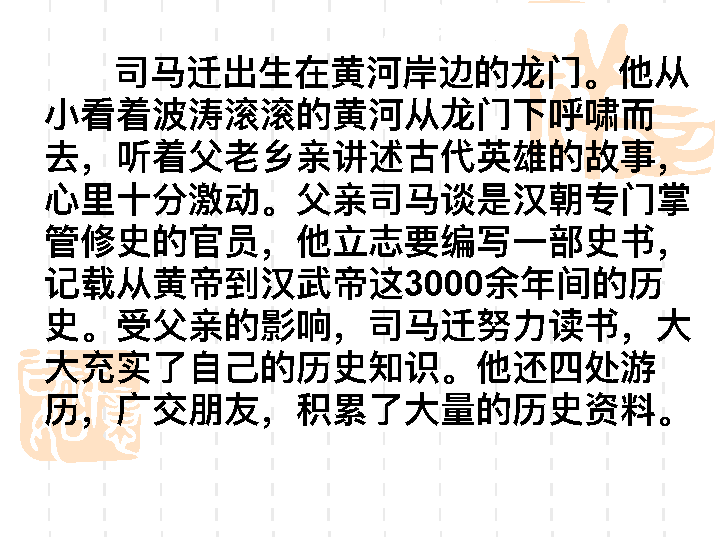 司马迁出生在黄河岸边的龙门。他从
小看着波涛滚滚的黄河从龙门下呼啸而
去，听着父老乡亲讲述古代英雄的故事，
心里十分激动。父亲司马谈是汉朝专门掌
管修史的官员，他立志要编写一部史书，
记载从黄帝到汉武帝这3000余年间的历
史。受父亲的影响，司马迁努力读书，大
大充实了自己的历史知识。他还四处游
历，广交朋友，积累了大量的历史资料。